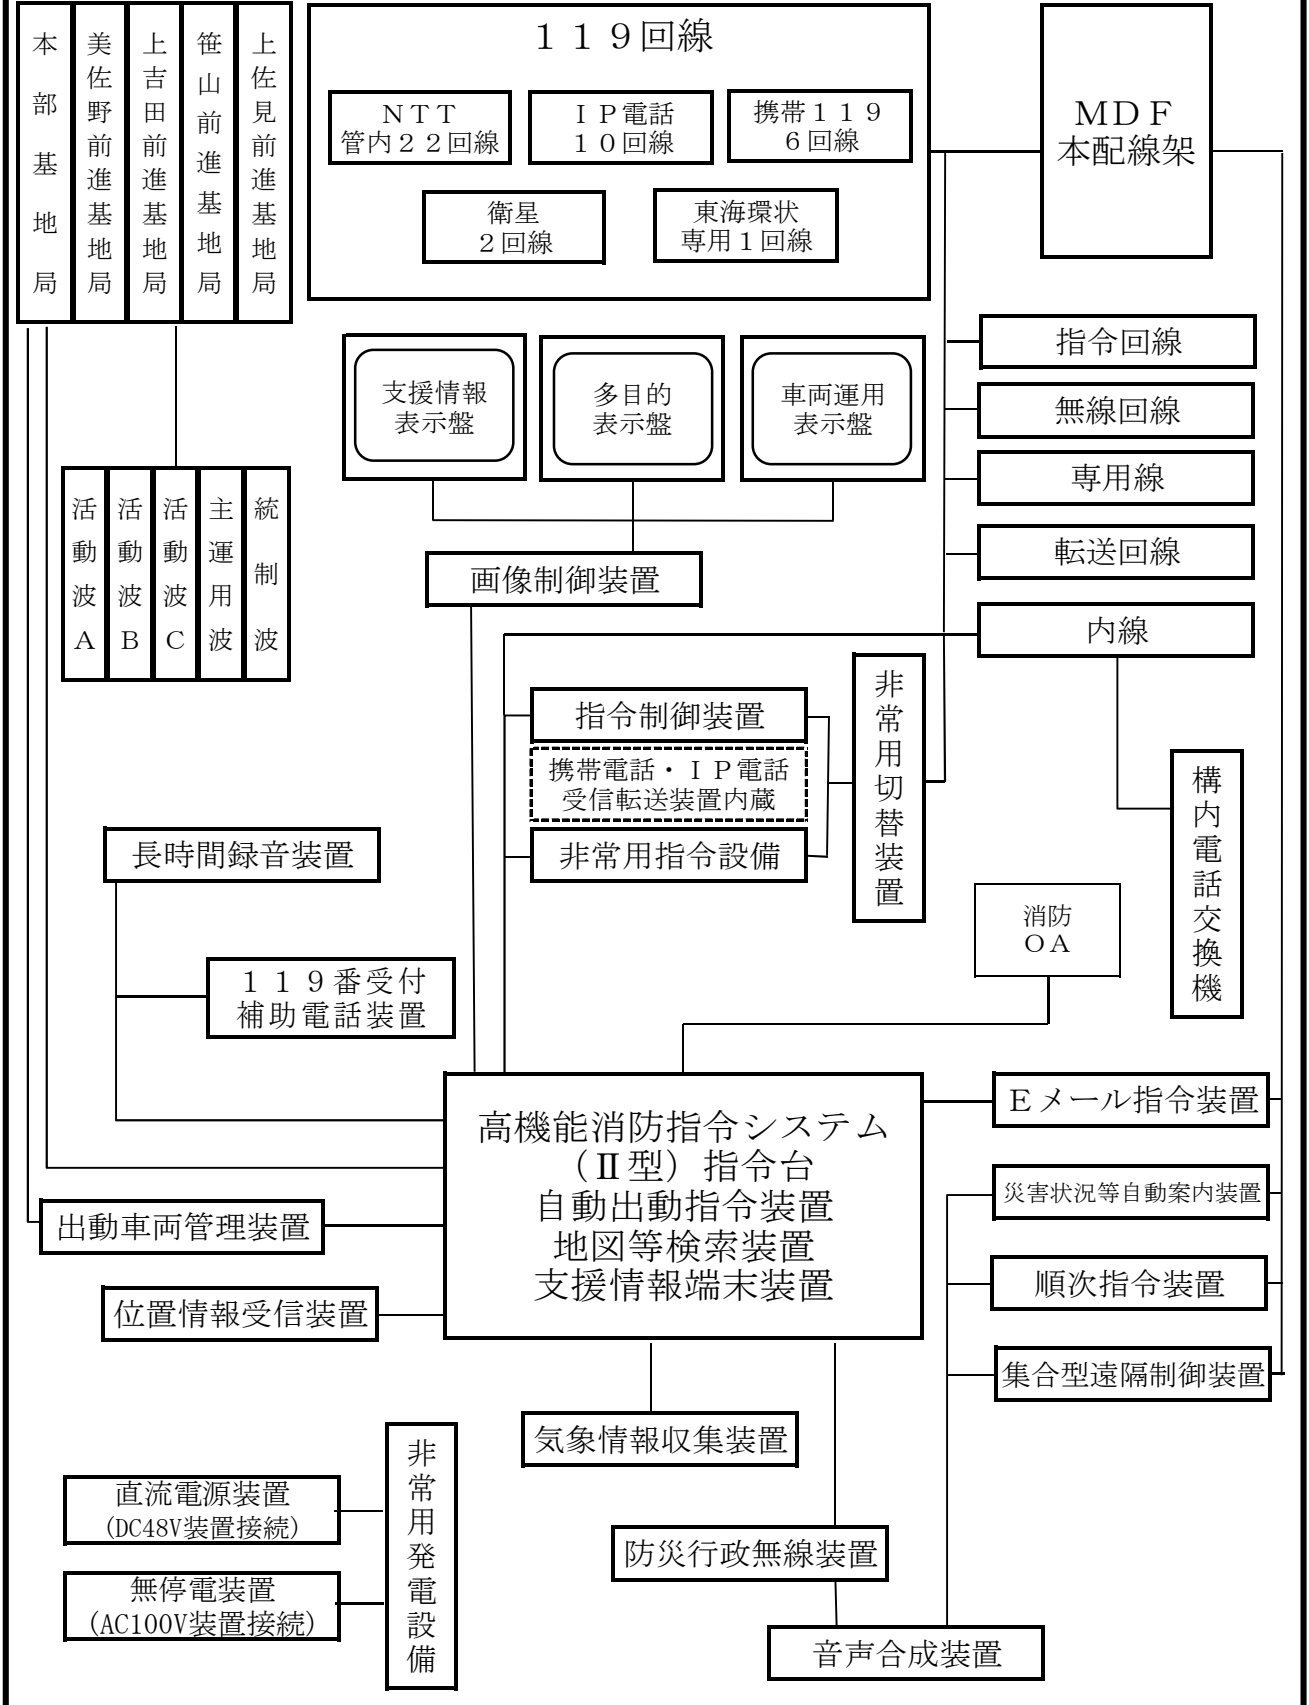 本部基地局
美佐野前進基地局
上吉田前進基地局
笹山前進基地局
上佐見前進基地局
１１９回線
ＮＴＴ
管内２２回線
ＩＰ電話
１０回線
携帯１１９
６回線
衛星
２回線
東海環状
専用１回線
ＭＤＦ
本配線架
支援情報
表示盤
多目的
表示盤
車両運用
表示盤
指令回線
無線回線
専用線
転送回線
内線
活動波Ａ
活動波Ｂ
活動波Ｃ
主運用波
統制波
画像制御装置
指令制御装置
携帯電話・ＩＰ電話
受信転送装置内蔵
非常用指令設備
非常用切替装置
構内電話交換機
長時間録音装置
１１９番受付
補助電話装置
消防
ＯＡ
高機能消防指令システム
（Ⅱ型）指令台
自動出動指令装置
地図等検索装置
支援情報端末装置
Ｅメール指令装置
災害状況等自動案内装置
順次指令装置
集合型遠隔制御装置
出動車両管理装置
位置情報受信装置
気象情報収集装置
直流電源装置
(DC48V装置接続)
無停電装置
(AC100V装置接続)
非常用発電設備
防災行政無線装置
音声合成装置